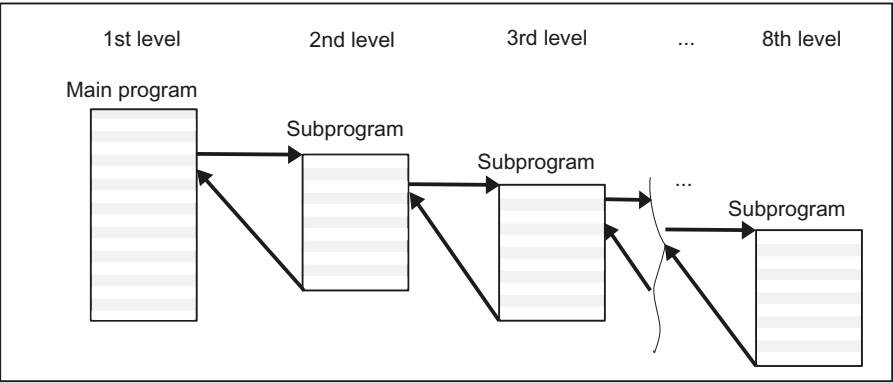 1st level 2nd level 3rd level ... 8th level
Main program
Subprogram
Subprogram
...
Subprogram